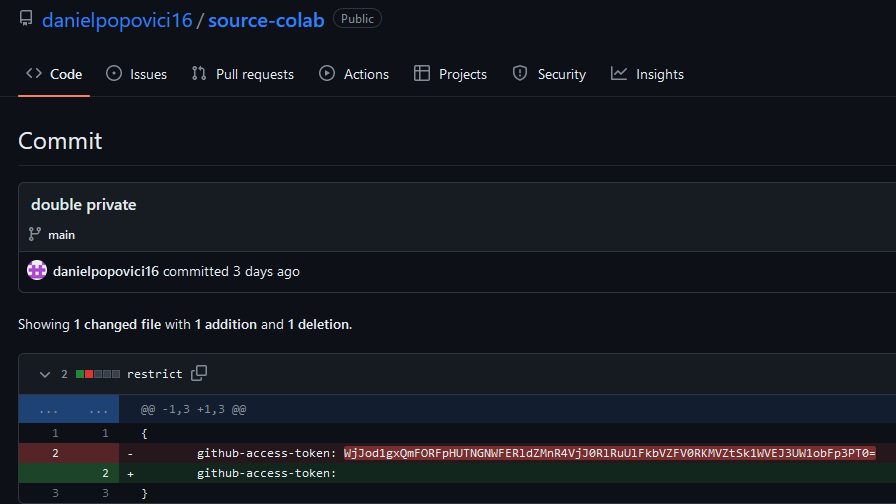 danielpopovici16 / source-colab Public
Code Issues Pull requests Actions Projects Security Insights
Commit
double private
main
danielpopovici16 committed 3 days ago
Showing 1 changed file with 1 addition and 1 deletion.
2 restrict
... ... @@ -1,3 +1,3 @@
1 1 {
2 - github-access-token: WjJod1gxQmFORFpHUTNGNWFERldZMnR4VjJ0RlRuUlFkbVZFV0RKMVZtSk1WVEJ3UW1obFp3PT0=
2 + github-access-token:
3 3 }